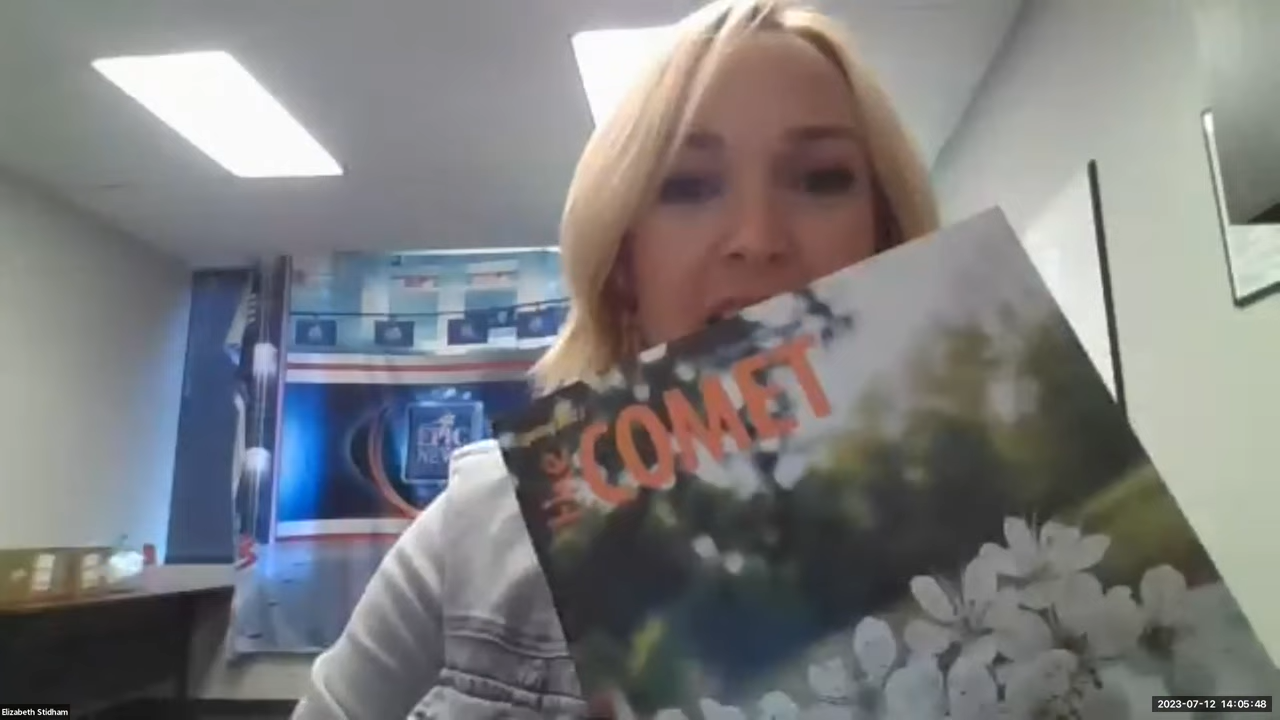 EPIC
NEWS
the
COMET
Elizabeth Stidham
2023-07-12 14:05:48